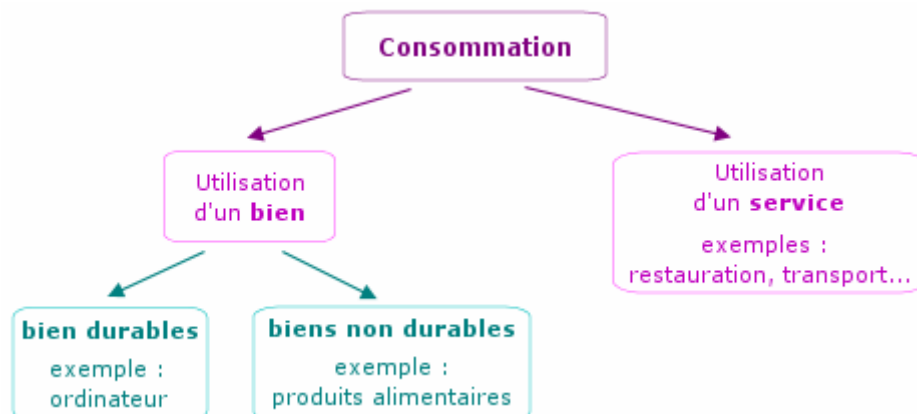 Consommation
Utilisation
d'un bien
Utilisation
d'un service
exemples :
restauration, transport...
bien durables
exemple :
ordinateur
biens non durables
exemple :
produits alimentaires